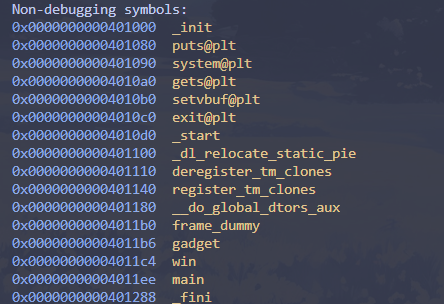 Non-debugging symbols:
0x0000000000401000 _init
0x0000000000401080 puts@plt
0x0000000000401090 system@plt
0x00000000004010a0 gets@plt
0x00000000004010b0 setvbuf@plt
0x00000000004010c0 exit@plt
0x00000000004010d0 _start
0x0000000000401100 _dl_relocate_static_pie
0x0000000000401110 deregister_tm_clones
0x0000000000401140 register_tm_clones
0x0000000000401180 __do_global_dtors_aux
0x00000000004011b0 frame_dummy
0x00000000004011b6 gadget
0x00000000004011c4 win
0x00000000004011ee main
0x0000000000401288 _fini